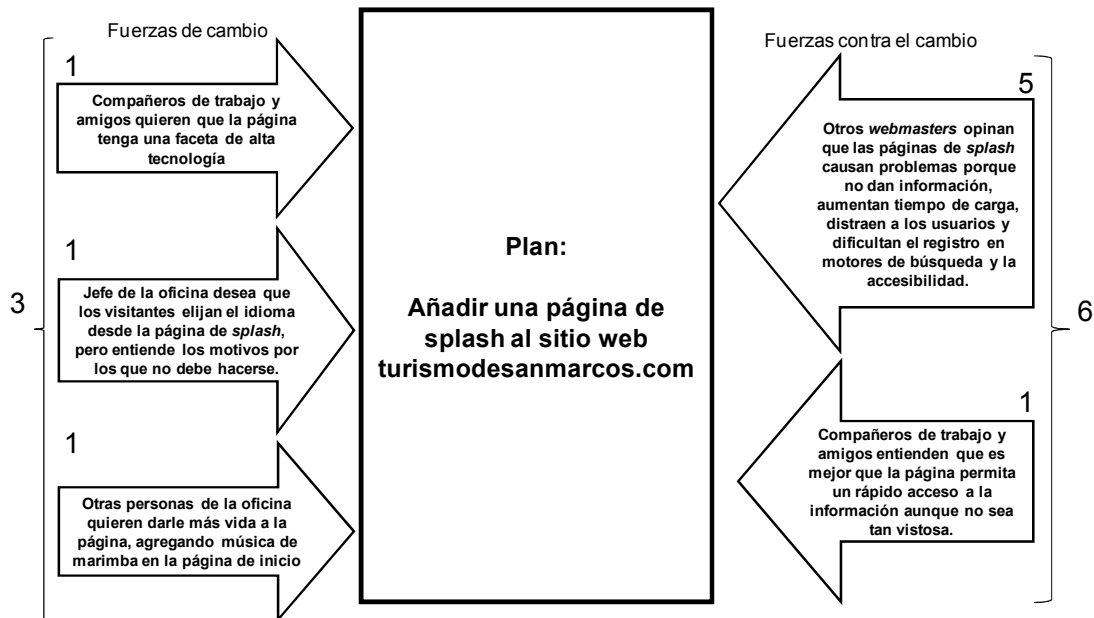 Fuerzas de cambio
3
1
Compañeros de trabajo y
amigos quieren que la página
tenga una faceta de alta
tecnología
1
Jefe de la oficina desea que
los visitantes elijan el idioma
desde la página de splash,
pero entiende los motivos por
los que no debe hacerse.
1
Otras personas de la oficina
quieren darle más vida a la
página, agregando música de
marimba en la página de inicio
Plan:
Añadir una página de
splash al sitio web
turismodesanmarcos.com
Fuerzas contra el cambio
5
Otros webmasters opinan
que las páginas de splash
causan problemas porque
no dan información,
aumentan tiempo de carga,
distraen a los usuarios y
dificultan el registro en
motores de búsqueda y la
accesibilidad.
1
Compañeros de trabajo y
amigos entienden que es
mejor que la página permita
un rápido acceso a la
información aunque no sea
tan vistosa.
6